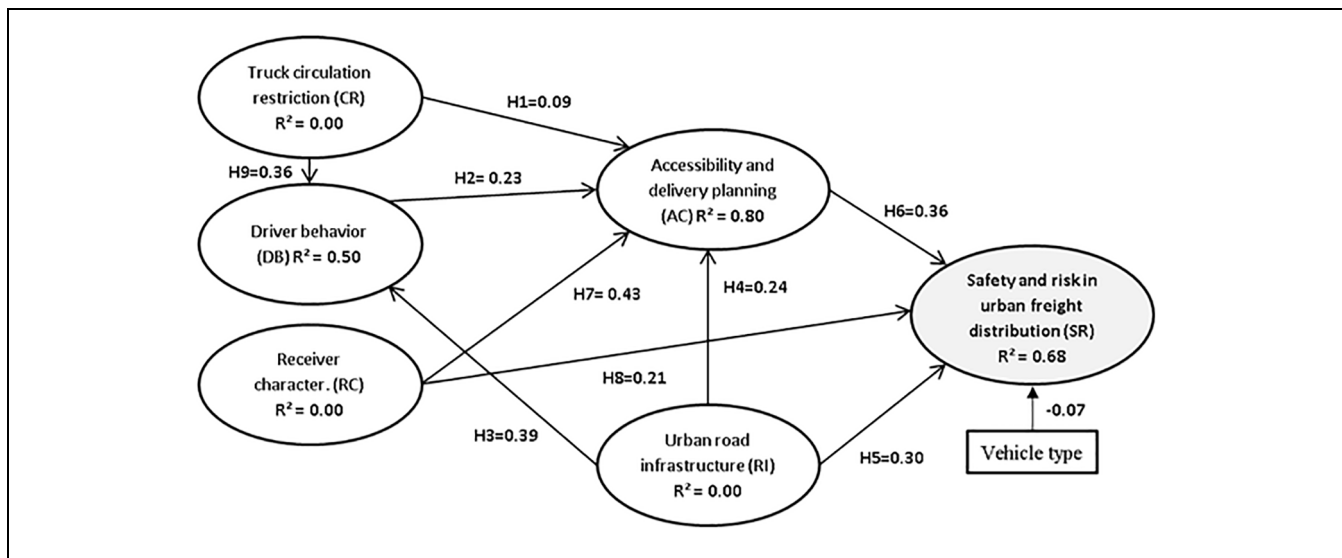 Truck circulation
restriction (CR)
R² = 0.00
H1=0.09
H9=0.36
H2= 0.23
Accessibility and
delivery planning
(AC) R² = 0.80
H6=0.36
Driver behavior
(DB) R² = 0.50
H7= 0.43
H4=0.24
Safety and risk in
urban freight
distribution (SR)
R² = 0.68
Receiver
character. (RC)
R² = 0.00
H8=0.21
H3=0.39
Urban road
infrastructure (RI)
R² = 0.00
H5=0.30
-0.07
Vehicle type